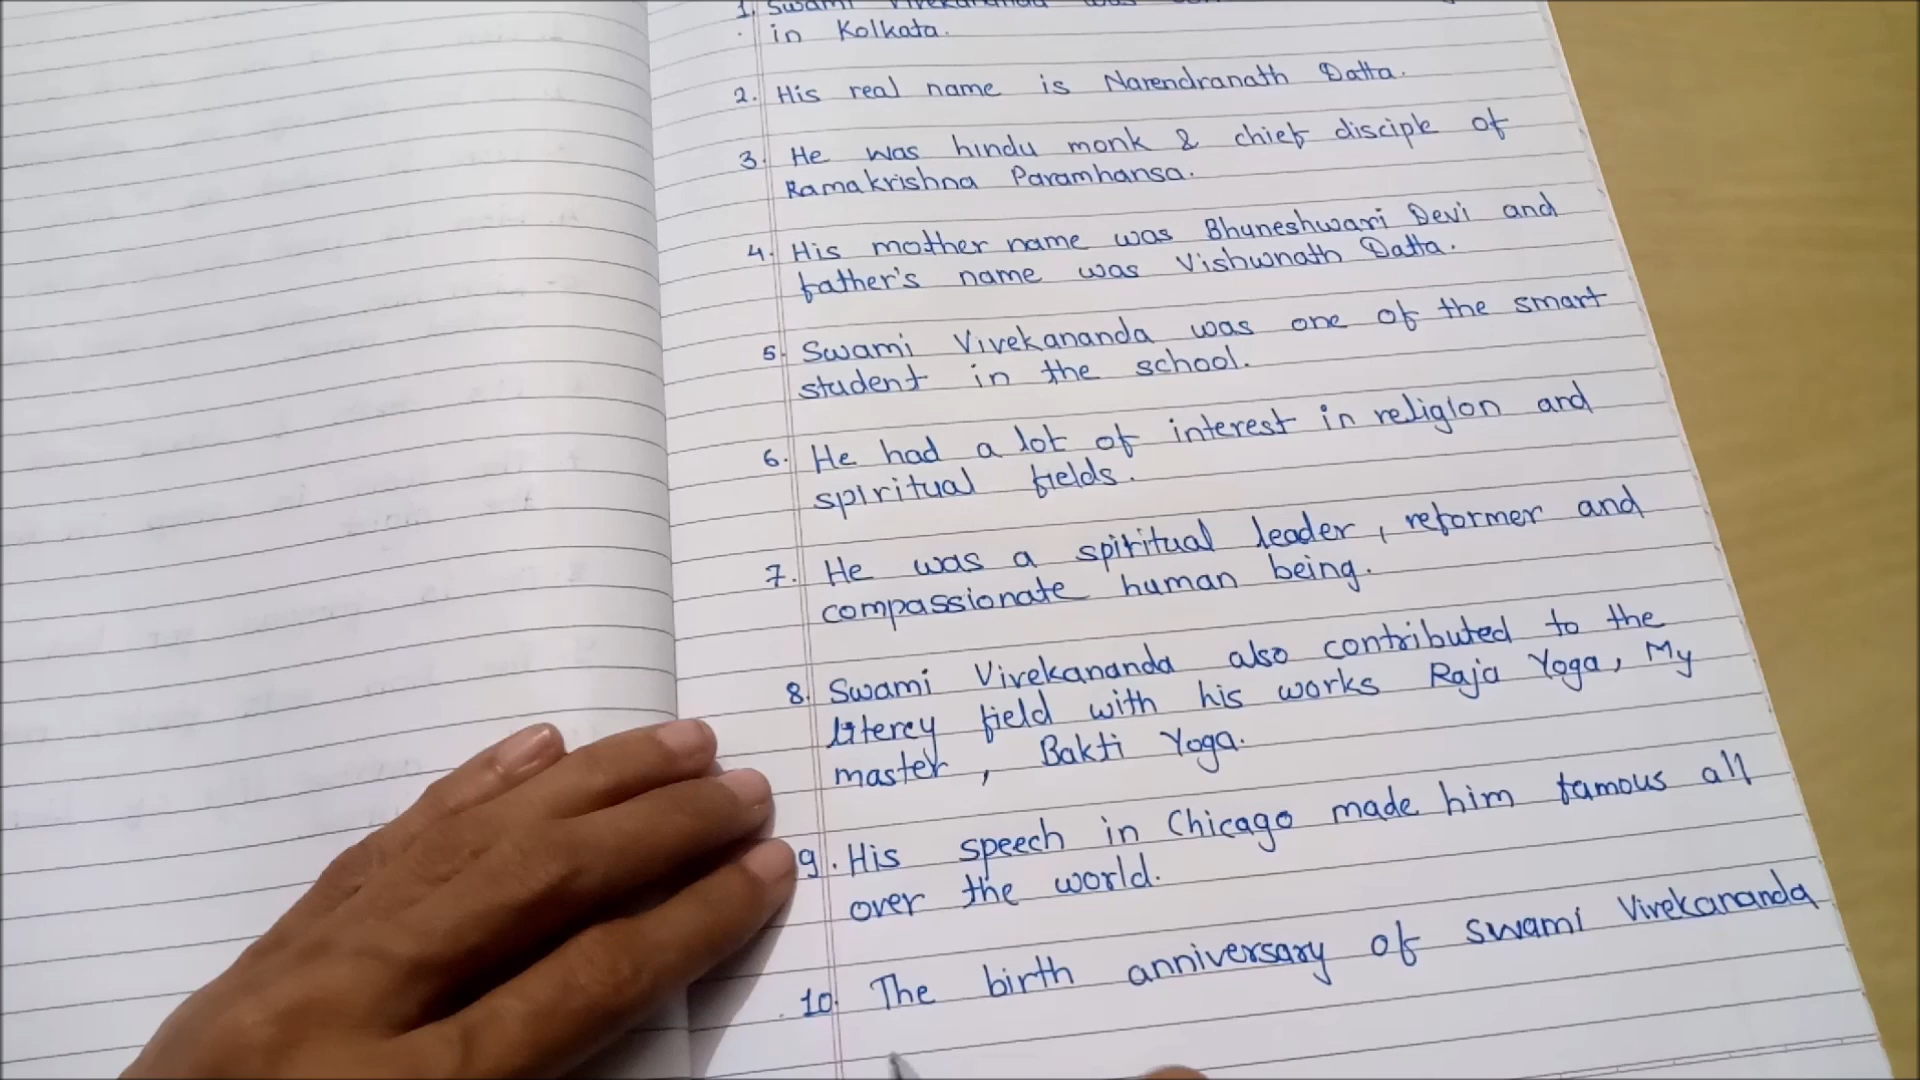 1. Swami Vivekananda was
in Kolkata.
2. His real name is Narendranath Datta.
3. He was hindu monk & chief disciple of
Ramakrishna Paramhansa.
4. His mother name was Bhuneshwari Devi and
father's name was Vishwnath Datta.
5. Swami Vivekananda was one of the smart
student in the school.
6. He had a lot of interest in religion and
spiritual fields.
7. He was a spiritual leader, reformer and
compassionate human being.
8. Swami Vivekananda also contributed to the
litercy field with his works Raja Yoga, My
master, Bakti Yoga.
9. His speech in Chicago made him famous all
over the world.
10. The birth anniversary of swami Vivekananda